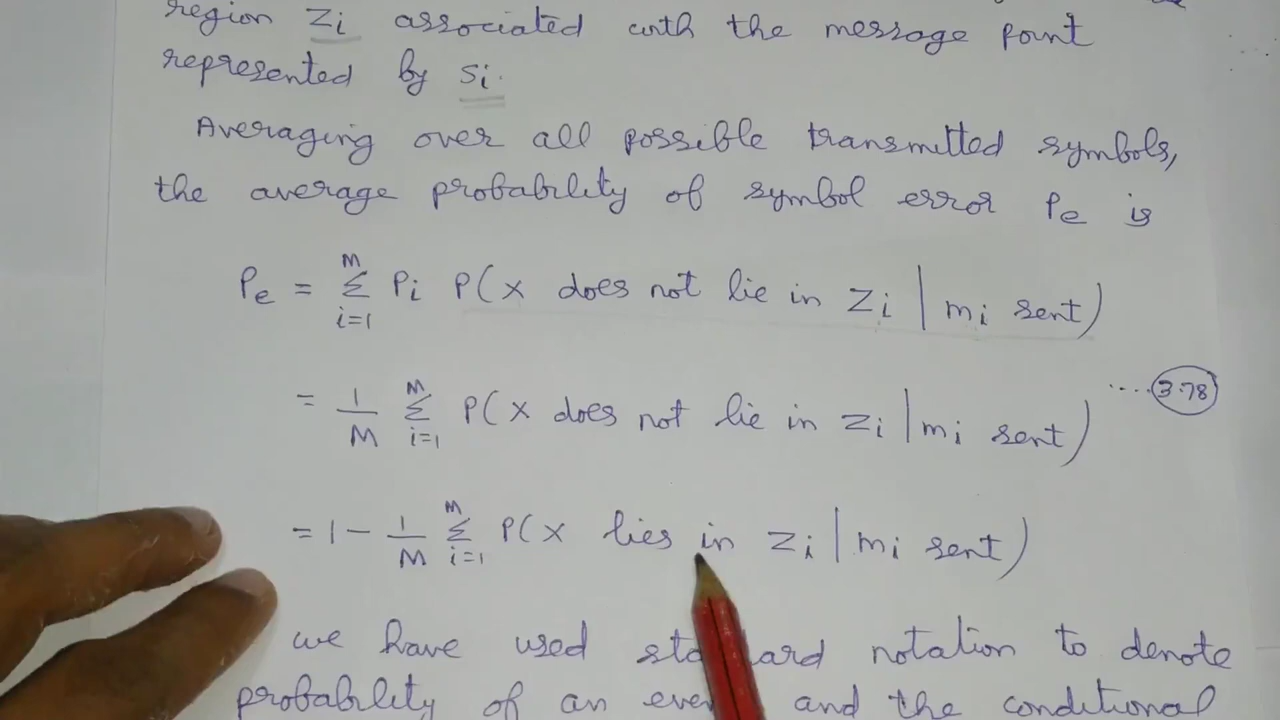 region Zi associated with the message point
represented by si.
Averaging over all possible transmitted symbols,
the average probability of symbol error Pe is
Pe = Σ_{i=1}^{M} Pi P(x does not lie in Zi | mi sent)
= 1/M Σ_{i=1}^{M} P(x does not lie in Zi | mi sent) ....(3.78)
= 1 - 1/M Σ_{i=1}^{M} P(x lies in Zi | mi sent)
we have used notation to denote
probability of an and the conditional